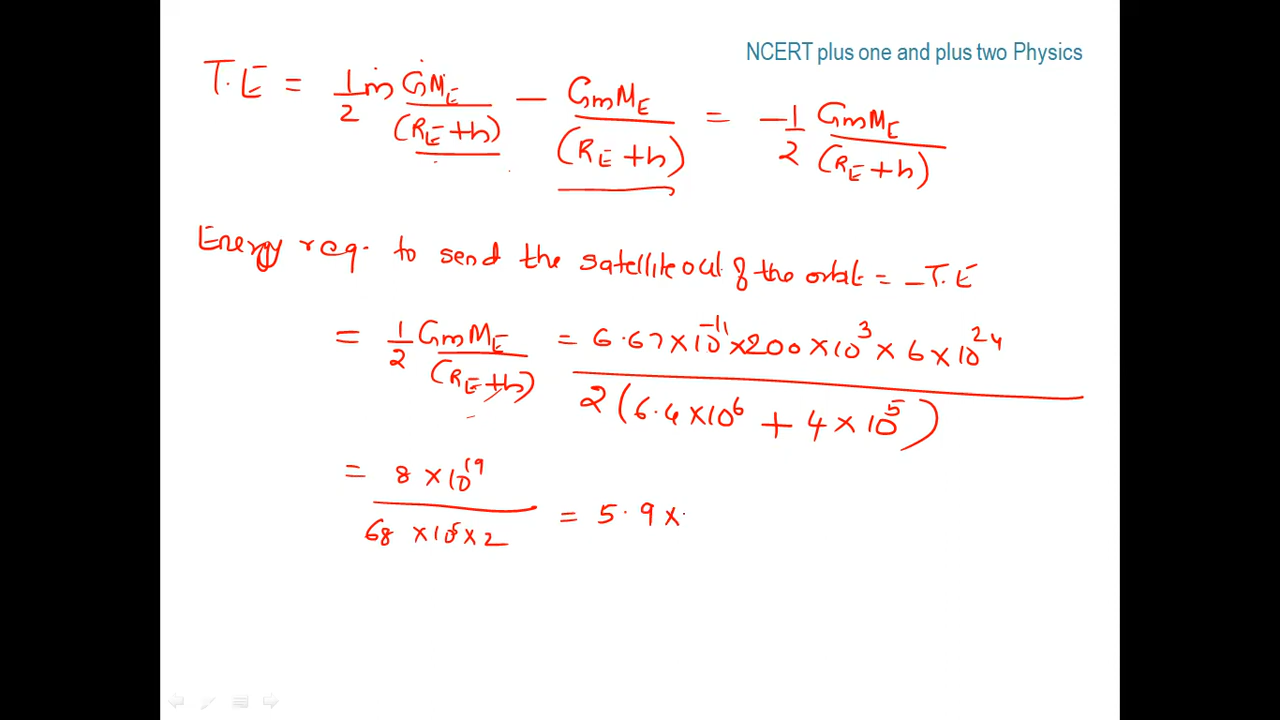 NCERT plus one and plus two Physics
T.E = 1/2 m GM_E/(R_E+h) - GmM_E/(R_E+h) = -1/2 GmM_E/(R_E+h)
Energy req. to send the satellite out of the orbit = -T.E
= 1/2 GmM_E/(R_E+h) = 6.67×10^-11×200×10^3×6×10^24/2(6.4×10^6+4×10^5)
= 8×10^19/68×10^5×2 = 5.9×